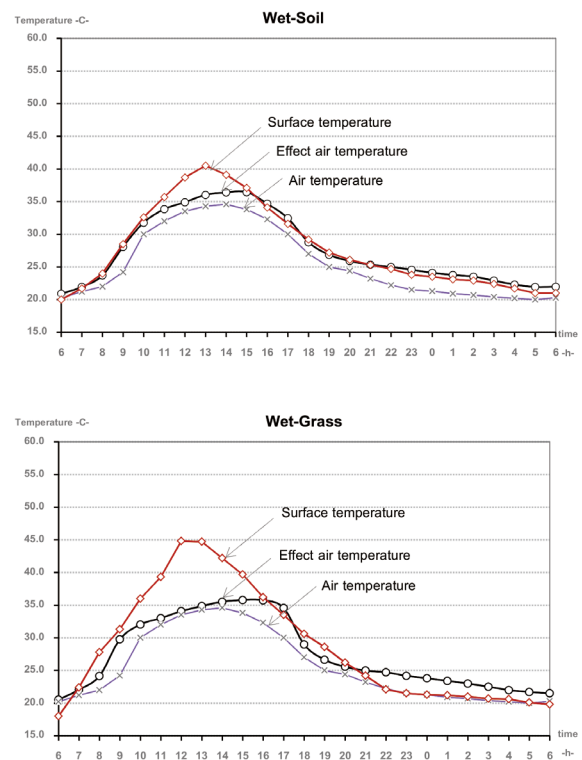 Wet-Soil
Temperature -C-
60.0
55.0
50.0
45.0
Surface temperature
Effect air temperature
40.0
Air temperature
35.0
30.0
25.0
20.0
15.0
time
6 7 8 9 10 11 12 13 14 15 16 17 18 19 20 21 22 23 0 1 2 3 4 5 6 -h-
Wet-Grass
Temperature -C-
60.0
55.0
50.0
Surface temperature
45.0
Effect air temperature
40.0
Air temperature
35.0
30.0
25.0
20.0
15.0
time
6 7 8 9 10 11 12 13 14 15 16 17 18 19 20 21 22 23 0 1 2 3 4 5 6 -h-